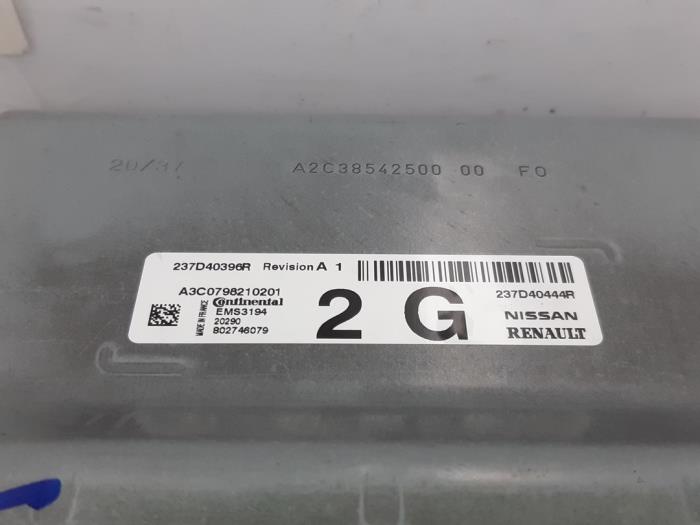 20/37
A2C38542500 00 F0
237D40396R Revision A 1
A3C0798210201
237D40444R
MADE IN FRANCE
Continental
EMS3194
20290
802746079
2 G
NISSAN
RENAULT